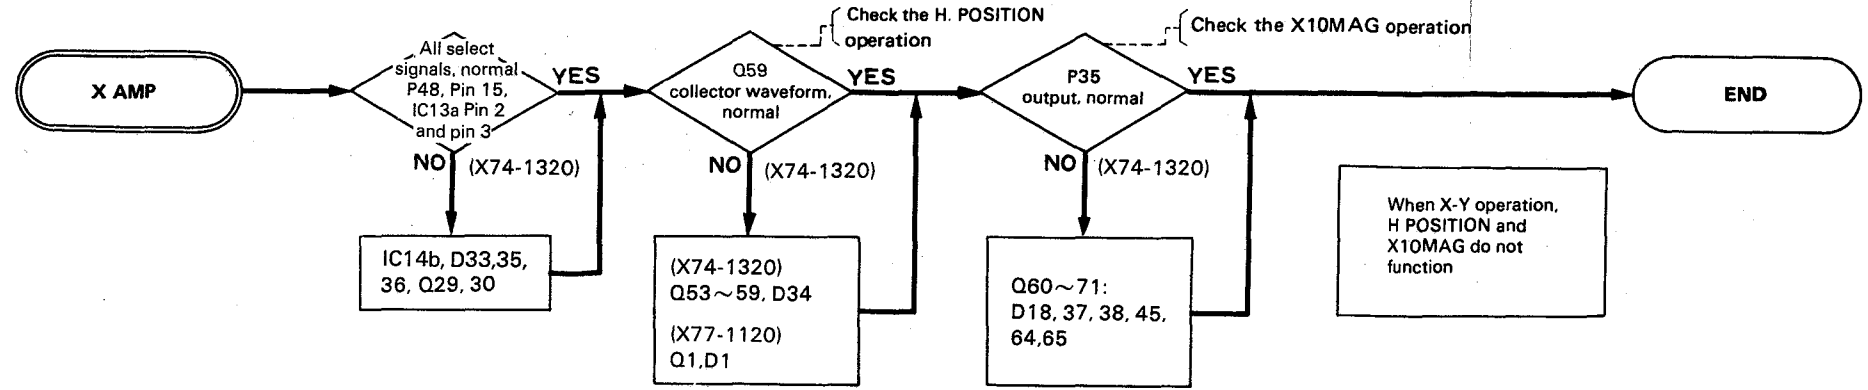 X AMP
All select
signals, normal
P48, Pin 15,
IC13a Pin 2
and pin 3
YES
NO
(X74-1320)
IC14b, D33,35,
36, Q29, 30
Check the H. POSITION
operation
Q59
collector waveform,
normal
YES
NO
(X74-1320)
(X74-1320)
Q53~59, D34
(X77-1120)
Q1,D1
Check the X10MAG operation
P35
output, normal
YES
NO
(X74-1320)
Q60~71:
D18, 37, 38, 45,
64,65
END
When X-Y operation,
H POSITION and
X10MAG do not
function